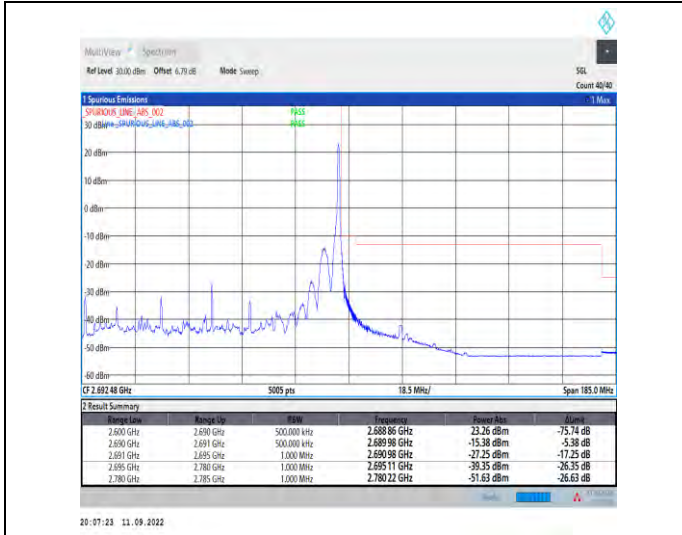 MultiView Spectrum
Ref Level 30.00 dBm Offset 6.79 dB Mode Sweep SGL
Count 40/40
1 Spurious Emissions 1 Max
SPURIOUS_LINE_ABS_002 PASS
Line _SPURIOUS_LINE_ABS_002 PASS
30 dBm
20 dBm
10 dBm
0 dBm
-10 dBm
-20 dBm
-30 dBm
-40 dBm
-50 dBm
-60 dBm
CF 2.69248 GHz 5005 pts 18.5 MHz/ Span 185.0 MHz
2 Result Summary
Range Low Range Up RBW Frequency Power Abs ΔLimit
2.600 GHz 2.690 GHz 500.000 kHz 2.688 86 GHz 23.26 dBm -75.74 dB
2.690 GHz 2.691 GHz 500.000 kHz 2.689 98 GHz -15.38 dBm -5.38 dB
2.691 GHz 2.695 GHz 1.000 MHz 2.690 98 GHz -27.25 dBm -17.25 dB
2.695 GHz 2.780 GHz 1.000 MHz 2.695 11 GHz -39.35 dBm -26.35 dB
2.780 GHz 2.785 GHz 1.000 MHz 2.780 22 GHz -51.63 dBm -26.63 dB
20:07:23 11.09.2022